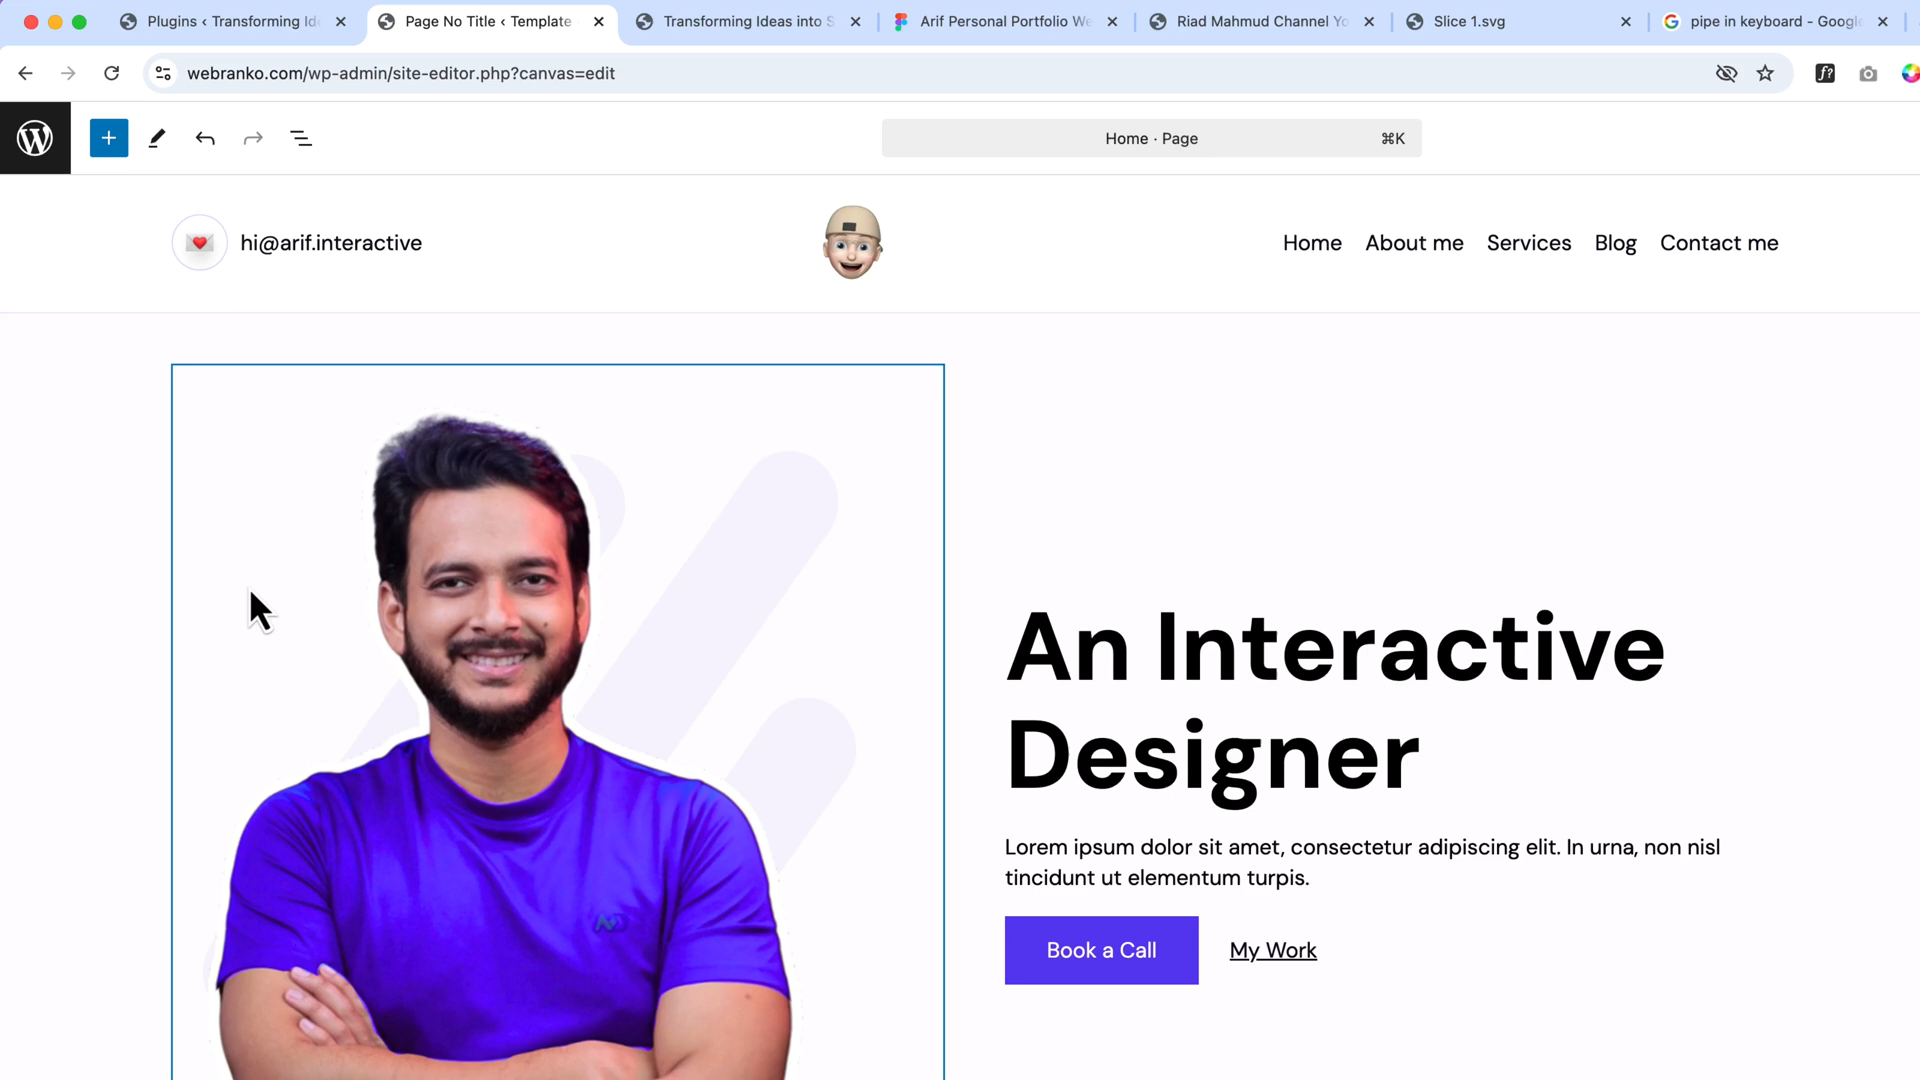 Plugins ‹ Transforming Id
Page No Title ‹ Template
Transforming Ideas into S
Arif Personal Portfolio We
Riad Mahmud Channel Yo
Slice 1.svg
pipe in keyboard - Google
webranko.com/wp-admin/site-editor.php?canvas=edit
f?
Home · Page
⌘K
hi@arif.interactive
Home
About me
Services
Blog
Contact me
An Interactive
Designer
Lorem ipsum dolor sit amet, consectetur adipiscing elit. In urna, non nisl
tincidunt ut elementum turpis.
Book a Call
My Work